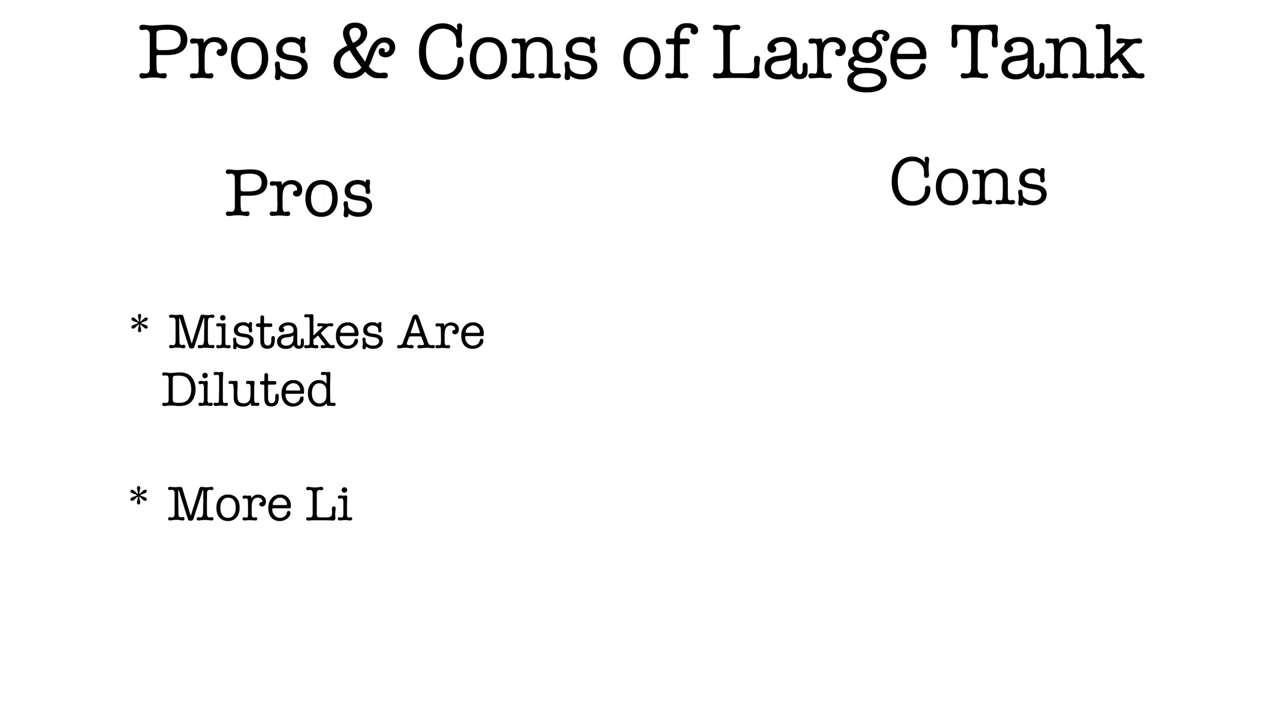 Pros & Cons of Large Tank
Pros
Cons
* Mistakes Are
Diluted
* More Li